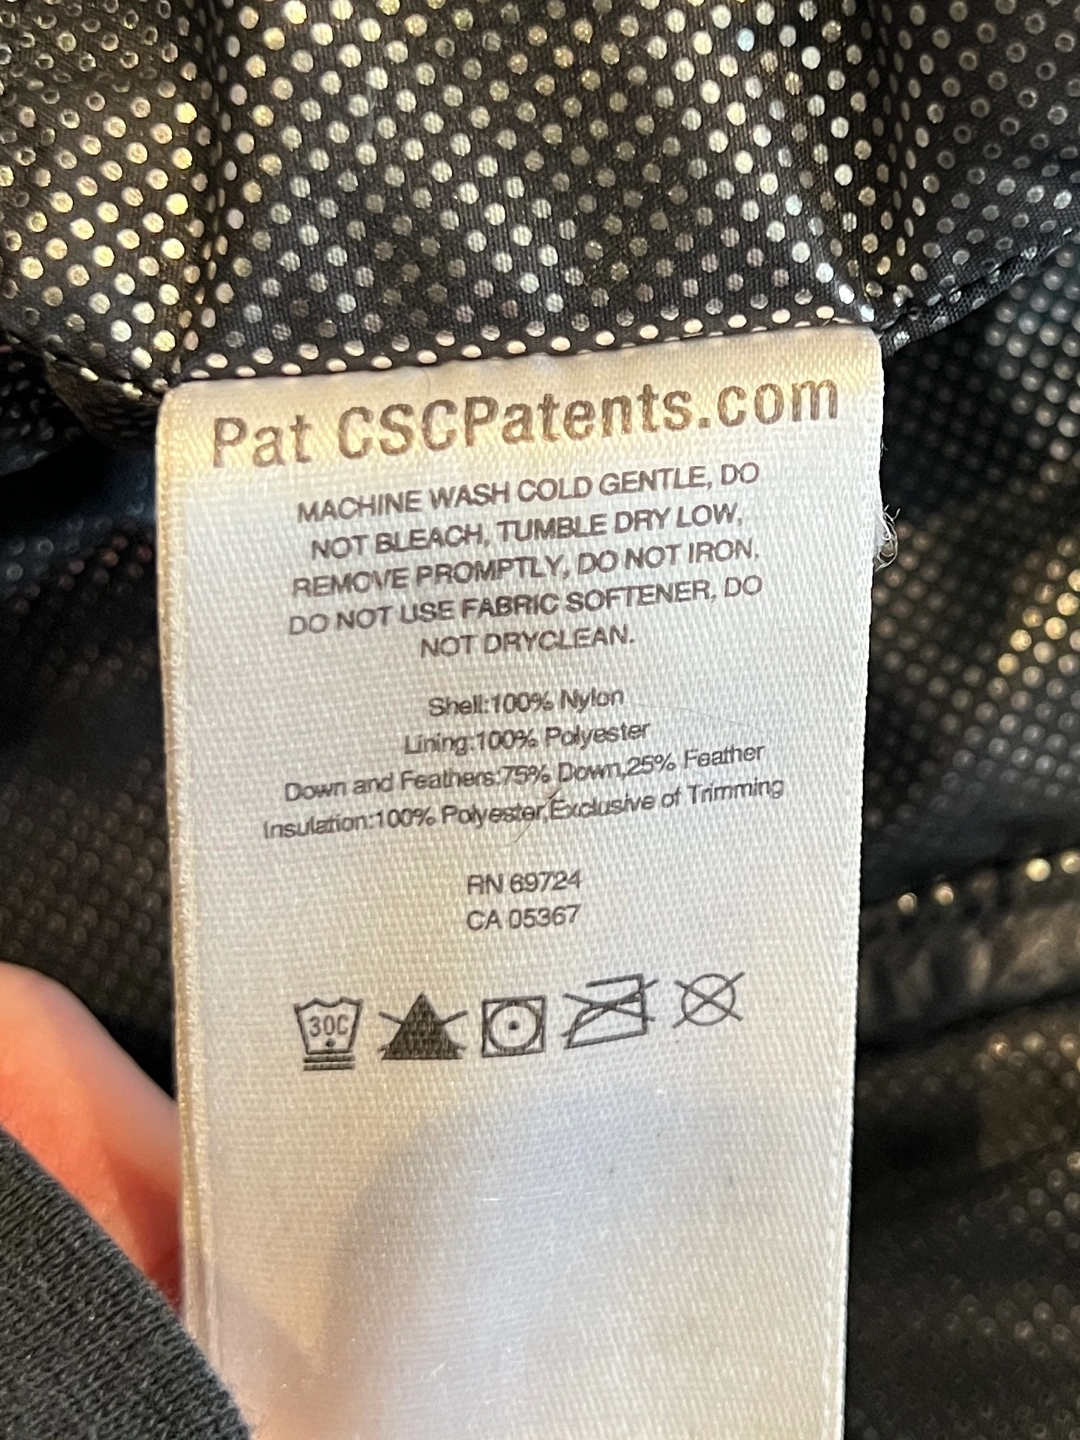 Pat CSCPatents.com
MACHINE WASH COLD GENTLE, DO
NOT BLEACH, TUMBLE DRY LOW,
REMOVE PROMPTLY, DO NOT IRON,
DO NOT USE FABRIC SOFTENER, DO
NOT DRYCLEAN.
Shell:100% Nylon
Lining:100% Polyester
Down and Feathers:75% Down,25% Feather
Insulation:100% Polyester,Exclusive of Trimming
RN 69724
CA 05367
30C